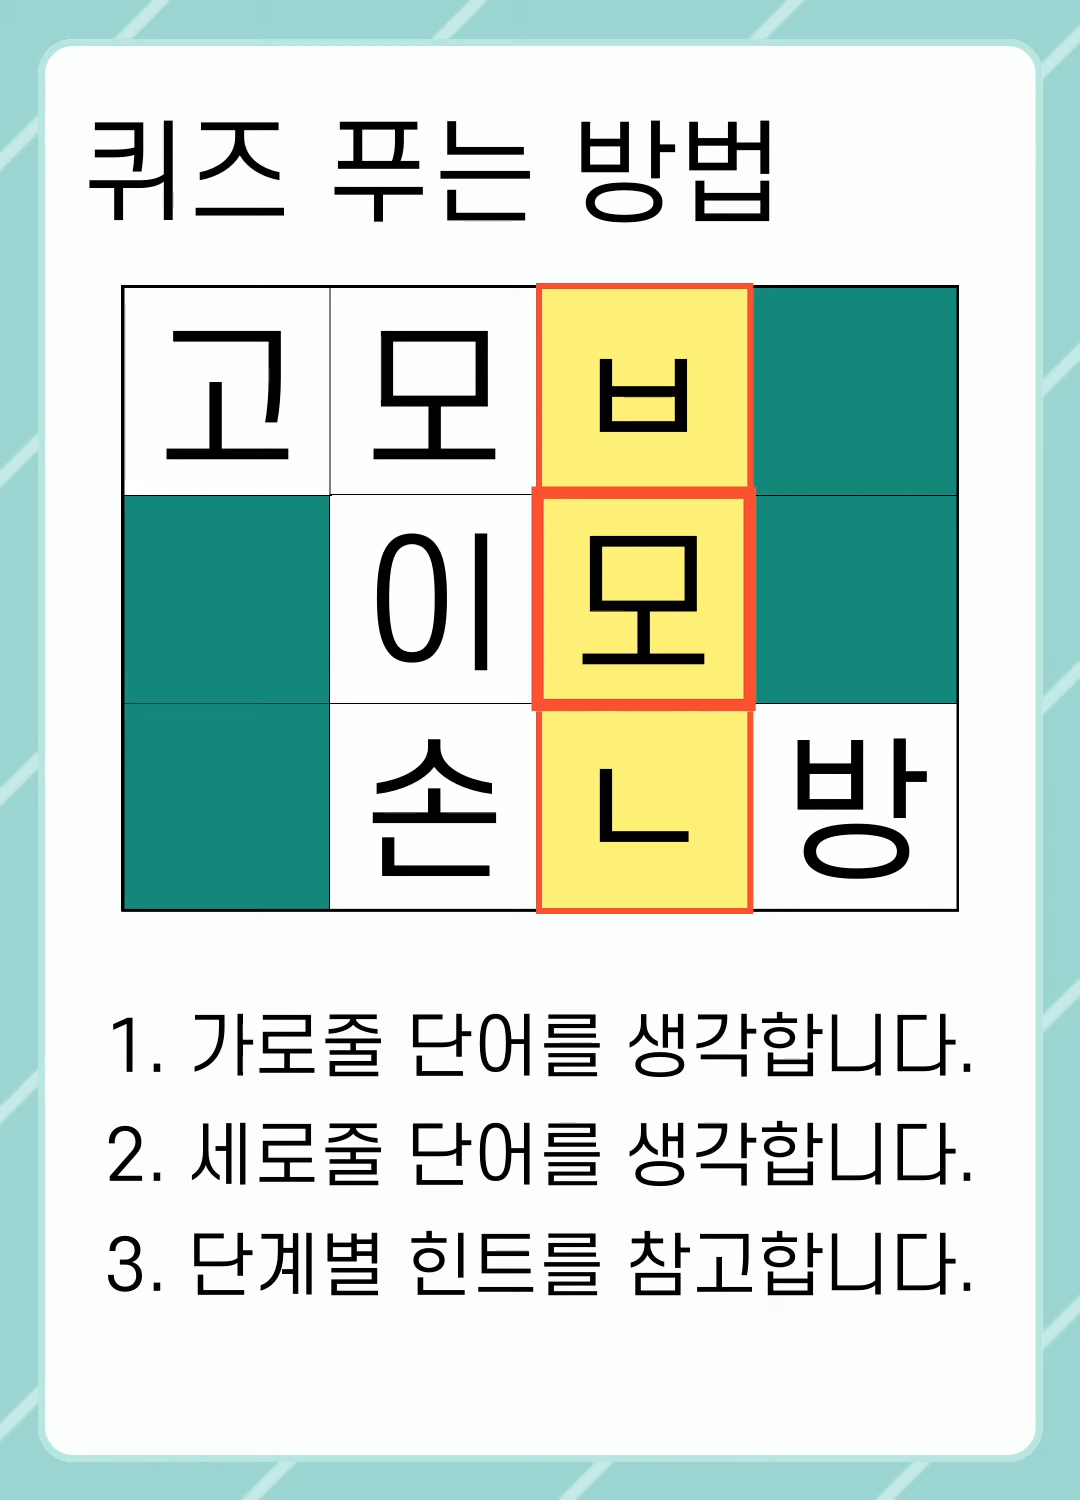 퀴즈 푸는 방법
고 모 ㅂ
이 모
손 ㄴ 방
1. 가로줄 단어를 생각합니다.
2. 세로줄 단어를 생각합니다.
3. 단계별 힌트를 참고합니다.